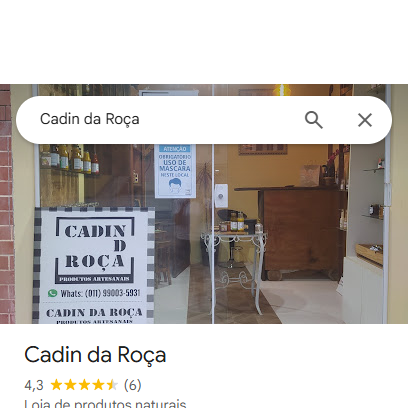 Cadin da Roça
ATENÇÃO
OBRIGATÓRIO
USO DE
MÁSCARA
NESTE LOCAL
CADIN
D
ROÇA
PRODUTOS ARTESANAIS
Whats: (011) 99003-5931
CADIN DA ROÇA
PRODUTOS ARTESANAIS
Cadin da Roça
4,3 (6)
Loja de produtos naturais